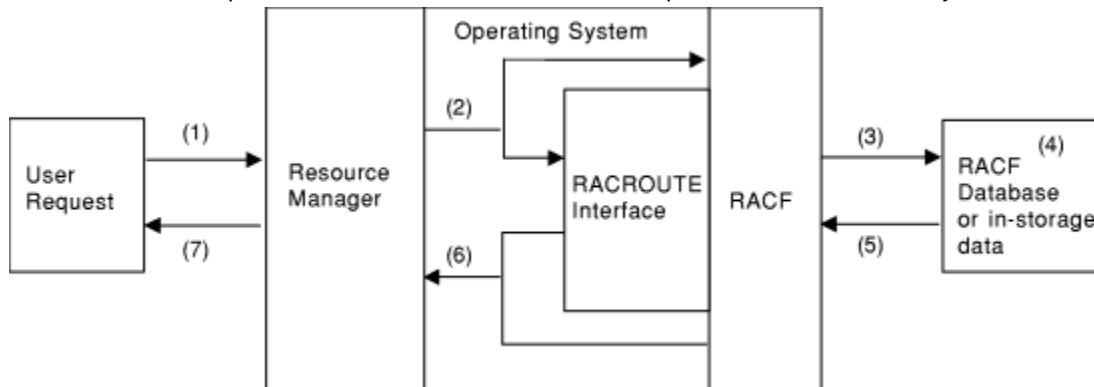 Operating System
(1)
(2)
(3)
(4)
User
Request
Resource
Manager
RACROUTE
Interface
RACF
RACF
Database
or in-storage
data
(7)
(6)
(5)